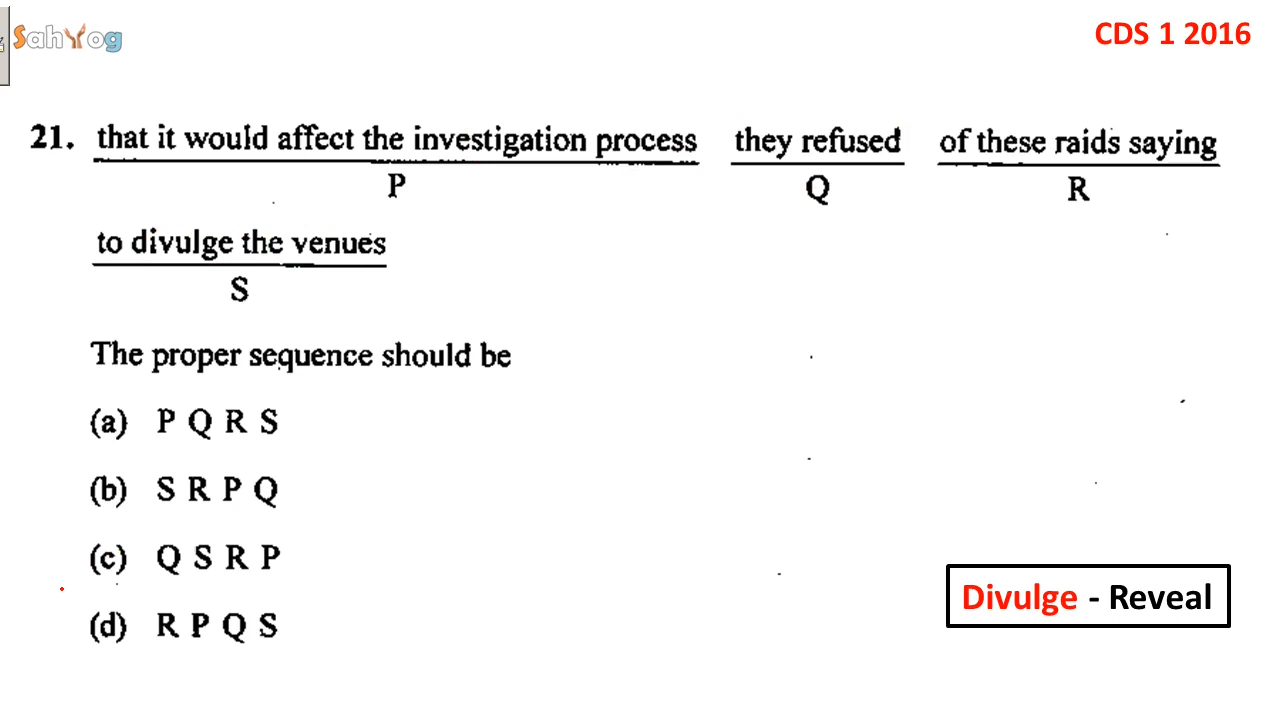 SahYog
CDS 1 2016
21. that it would affect the investigation process they refused of these raids saying
P Q R
to divulge the venues
S
The proper sequence should be
(a) P Q R S
(b) S R P Q
(c) Q S R P
(d) R P Q S
Divulge - Reveal